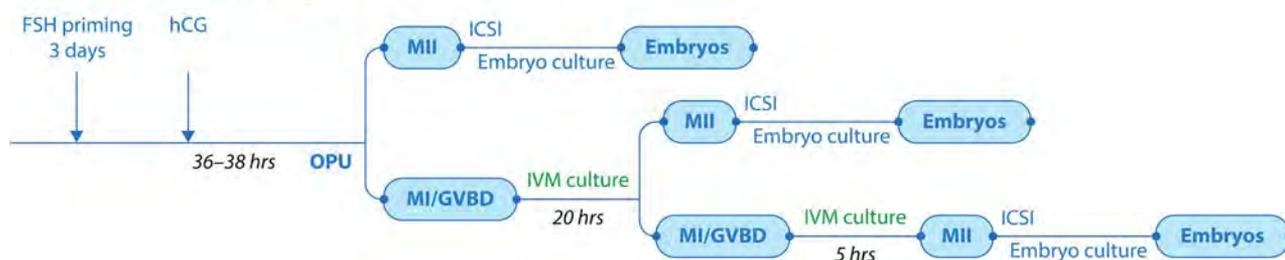 FSH priming
3 days
hCG
36–38 hrs
OPU
MII
ICSI
Embryo culture
Embryos
MI/GVBD
IVM culture
20 hrs
MII
ICSI
Embryo culture
Embryos
MI/GVBD
IVM culture
5 hrs
MII
ICSI
Embryo culture
Embryos